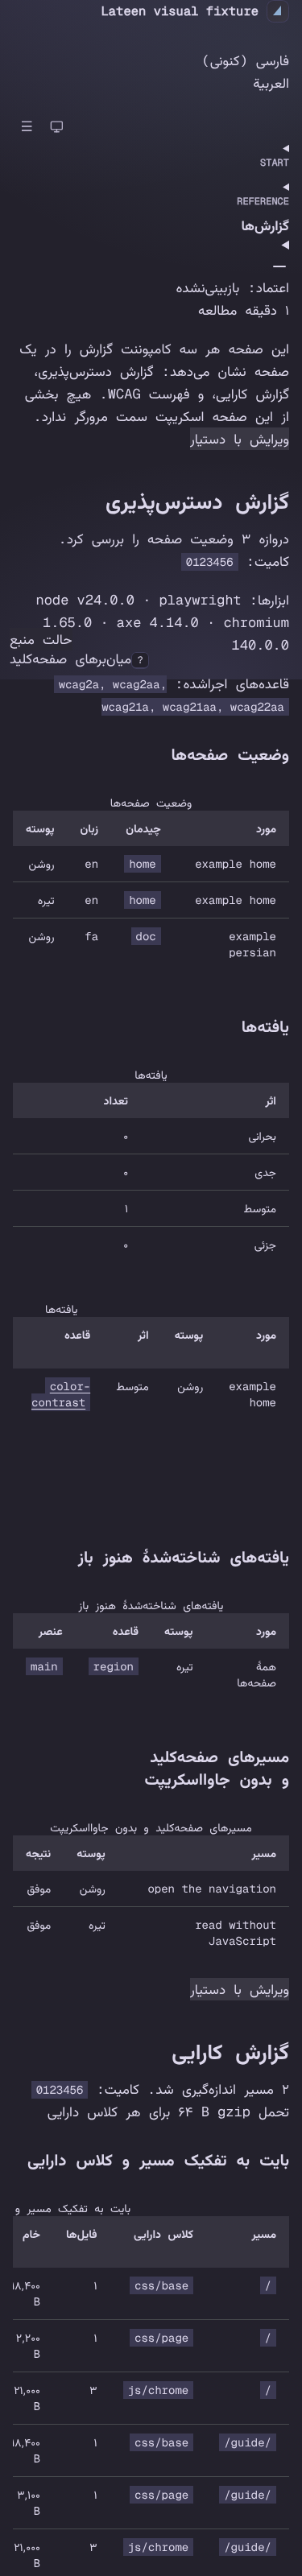 Lateen visual fixture
فارسی (کنونی)
العربية
START
REFERENCE
گزارش‌ها
اعتماد: بازبینی‌نشده
۱ دقیقه مطالعه
این صفحه هر سه کامپوننت گزارش را در یک
صفحه نشان می‌دهد: گزارش دسترس‌پذیری،
گزارش کارایی، و فهرست WCAG. هیچ بخشی
از این صفحه اسکریپت سمت مرورگر ندارد.
ویرایش با دستیار
گزارش دسترس‌پذیری
دروازه ۳ وضعیت صفحه را بررسی کرد.
کامیت: 0123456
ابزارها: node v24.0.0 · playwright
1.65.0 · axe 4.14.0 · chromium
140.0.0
حالت منبع
میان‌برهای صفحه‌کلید ?
قاعده‌های اجراشده: wcag2a, wcag2aa,
wcag21a, wcag21aa, wcag22aa
وضعیت صفحه‌ها
وضعیت صفحه‌ها
مورد چیدمان زبان پوسته
example home home en روشن
example home home en تیره
example doc fa روشن
persian
یافته‌ها
یافته‌ها
اثر تعداد
بحرانی ۰
جدی ۰
متوسط ۱
جزئی ۰
یافته‌ها
مورد پوسته اثر قاعده
example روشن متوسط color-
home contrast
یافته‌های شناخته‌شدهٔ هنوز باز
یافته‌های شناخته‌شدهٔ هنوز باز
مورد پوسته قاعده عنصر
همهٔ تیره region main
صفحه‌ها
مسیرهای صفحه‌کلید
و بدون جاوااسکریپت
مسیرهای صفحه‌کلید و بدون جاوااسکریپت
مسیر پوسته نتیجه
open the navigation روشن موفق
read without تیره موفق
JavaScript
ویرایش با دستیار
گزارش کارایی
۲ مسیر اندازه‌گیری شد. کامیت: 0123456
تحمل ۶۴ B gzip برای هر کلاس دارایی
بایت به تفکیک مسیر و کلاس دارایی
بایت به تفکیک مسیر و
مسیر کلاس دارایی فایل‌ها خام
/ css/base ۱ ۱۸,۴۰۰
B
/ css/page ۱ ۲,۲۰۰
B
/ js/chrome ۳ ۲۱,۰۰۰
B
/guide/ css/base ۱ ۱۸,۴۰۰
B
/guide/ css/page ۱ ۳,۱۰۰
B
/guide/ js/chrome ۳ ۲۱,۰۰۰
B